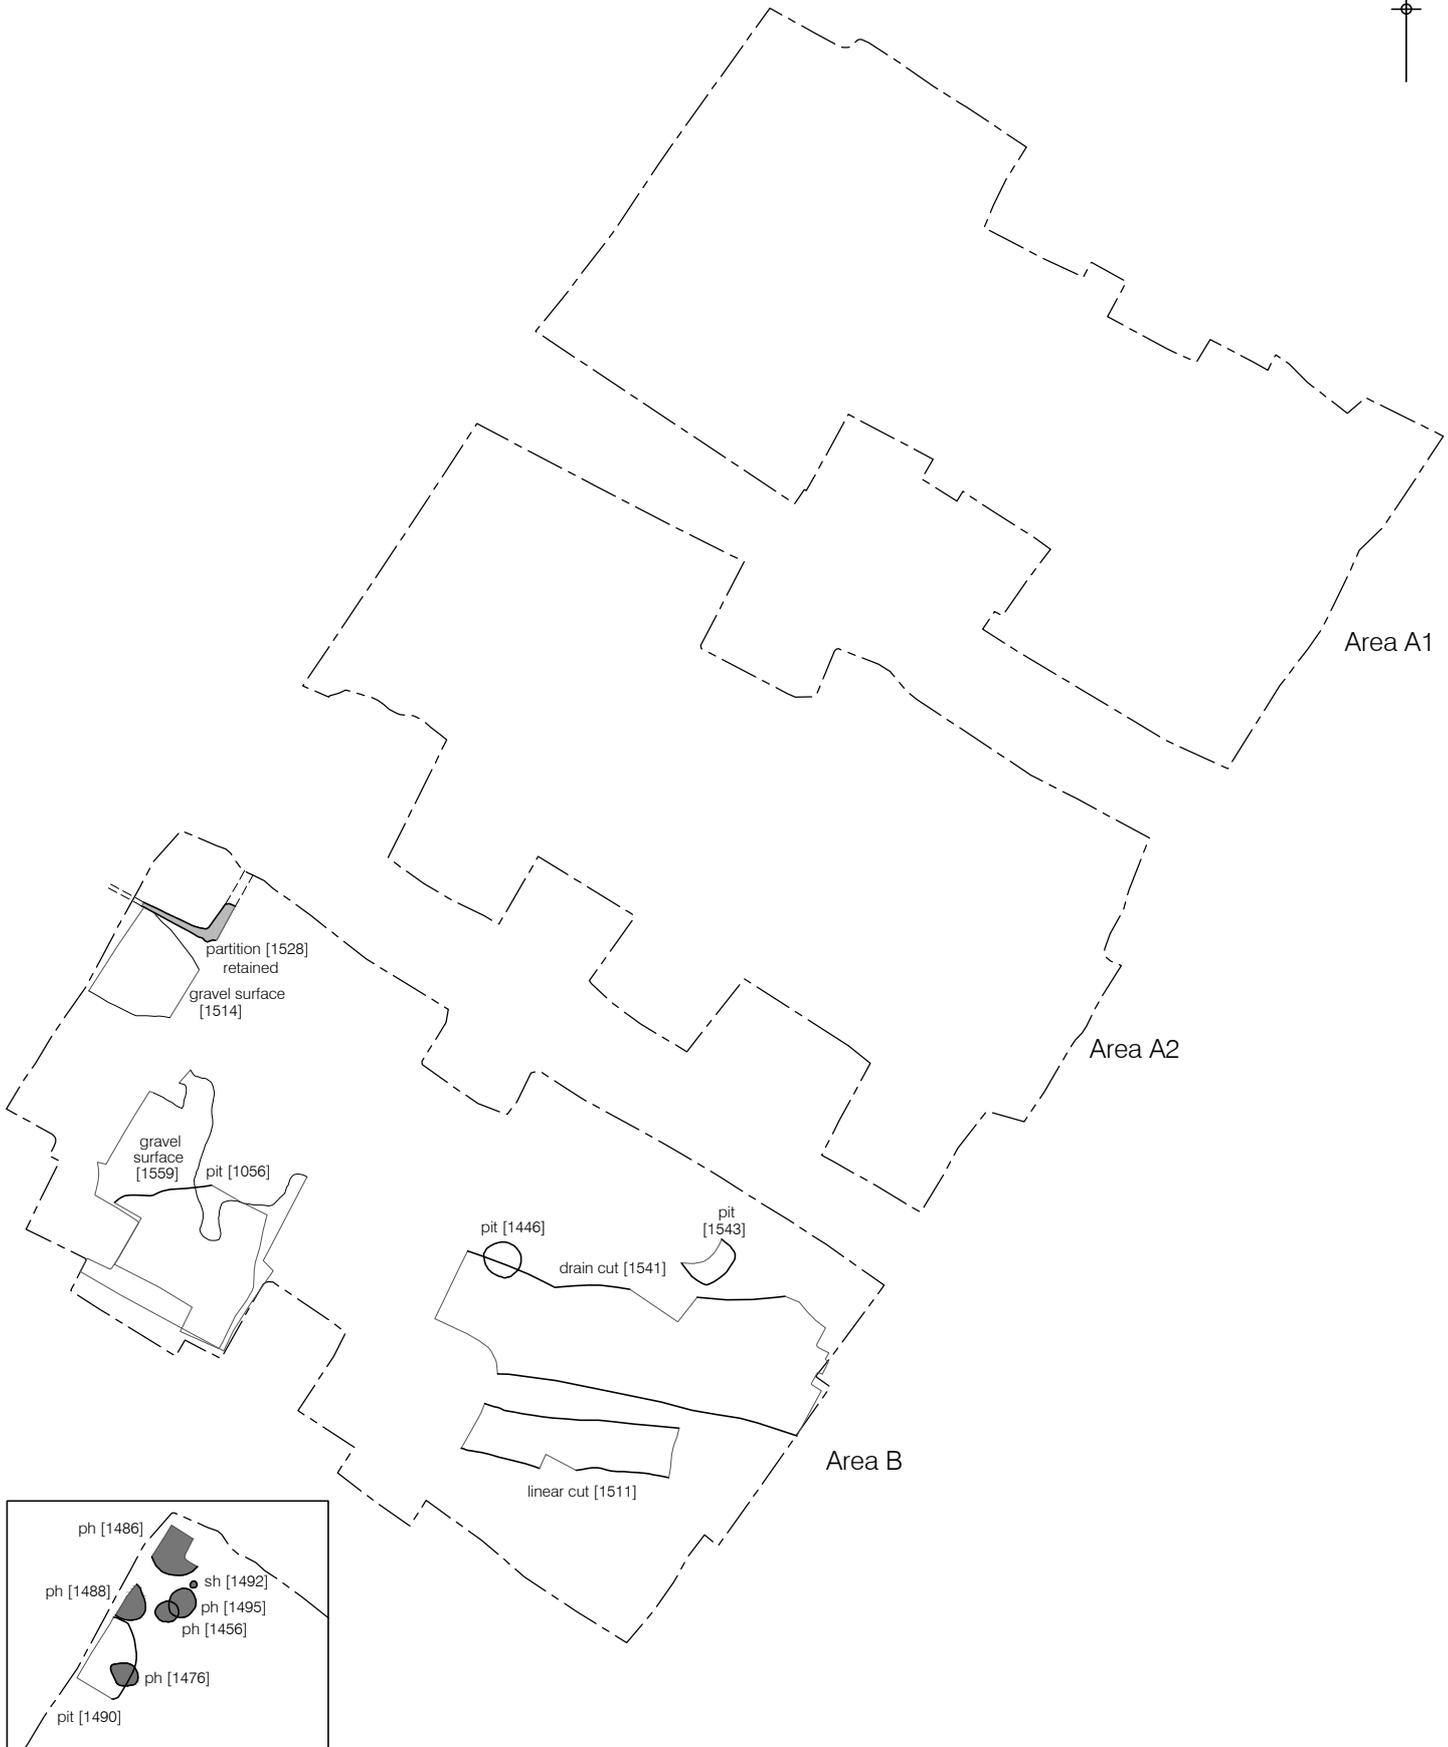 Area A1
partition [1528]
retained
gravel surface
[1514]
Area A2
gravel
surface
[1559]
pit [1056]
pit [1446]
pit
[1543]
drain cut [1541]
Area B
linear cut [1511]
ph [1486]
sh [1492]
ph [1488]
ph [1495]
ph [1456]
ph [1476]
pit [1490]